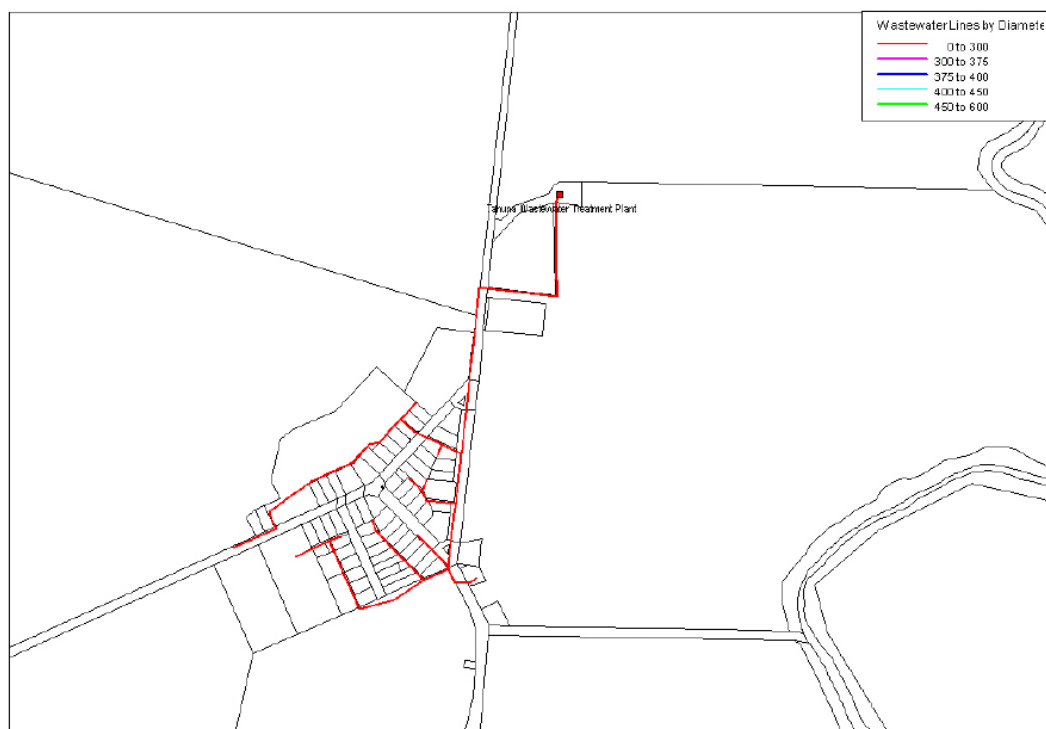 Wastewater Lines by Diamete
0 to 300
300 to 375
375 to 400
400 to 450
450 to 600
Wastewater Treatment Plant